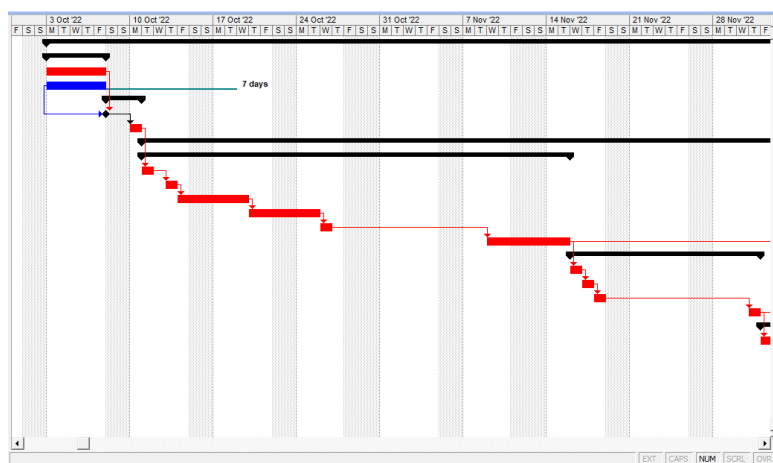 3 Oct '22 10 Oct '22 17 Oct '22 24 Oct '22 31 Oct '22 7 Nov '22 14 Nov '22 21 Nov '22 28 Nov '22
F S S M T W T F S S M T W T F S S M T W T F S S M T W T F S S M T W T F S S M T W T F S S M T W T F S S M T W T F S S M T W T F
7 days
EXT CAPS NUM SCRL OVR